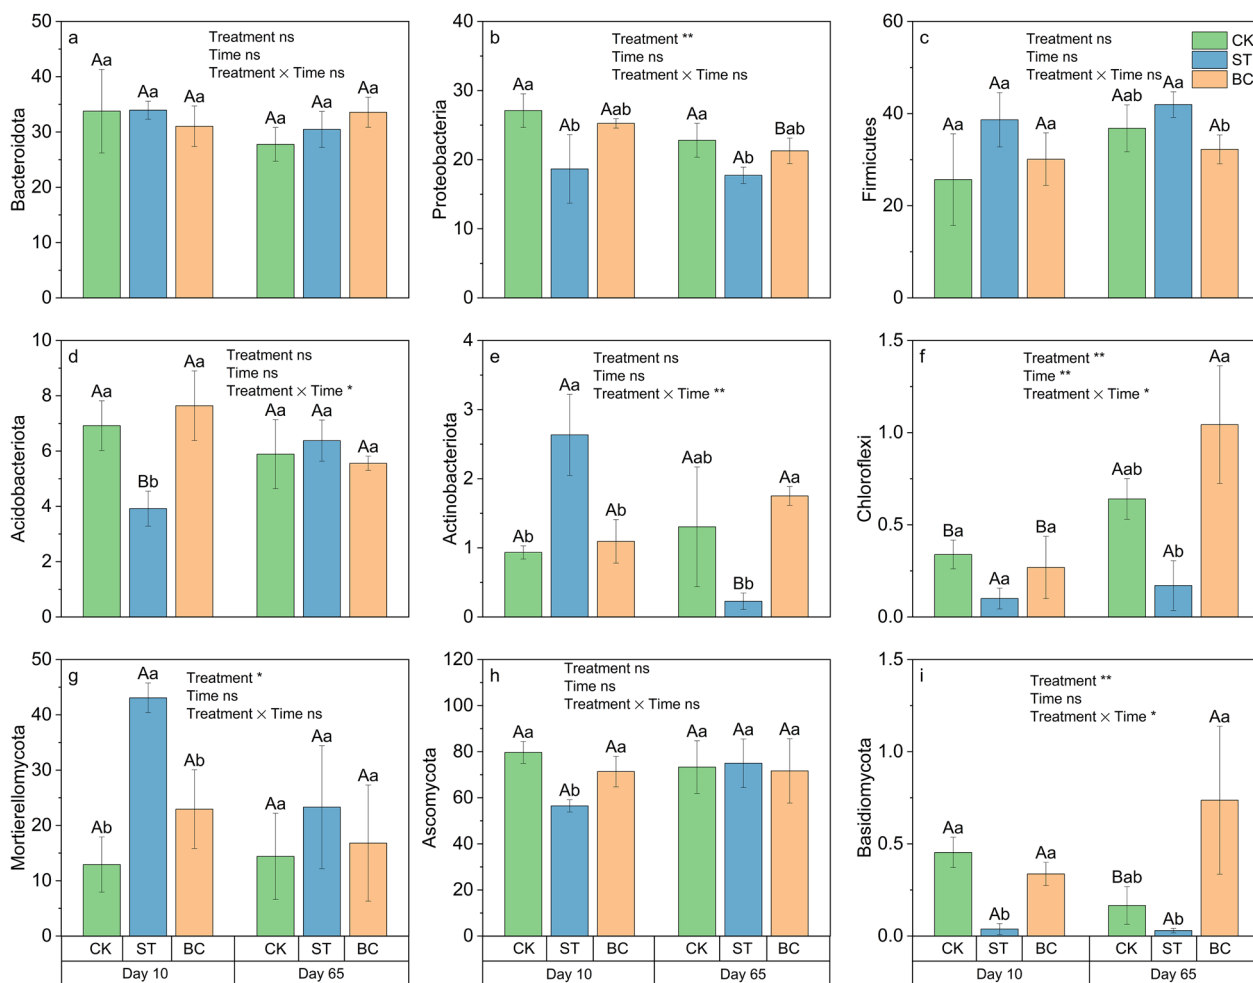 a
Treatment ns
Time ns
Treatment × Time ns
Bacteroidota
50
40
30
20
10
0
Aa Aa Aa Aa Aa Aa
b
Treatment **
Time ns
Treatment × Time ns
Proteobacteria
40
30
20
10
0
Aa Ab Aab Aa Ab Bab
c
Treatment ns
Time ns
Treatment × Time ns
CK
ST
BC
Firmicutes
60
40
20
0
Aa Aa Aa Aab Aa Ab
d
Treatment ns
Time ns
Treatment × Time *
Acidobacteriota
10
8
6
4
2
0
Aa Bb Aa Aa Aa Aa
e
Treatment ns
Time ns
Treatment × Time **
Actinobacteriota
4
3
2
1
0
Ab Aa Ab Aab Bb Aa
f
Treatment **
Time **
Treatment × Time *
Chloroflexi
1.5
1.0
0.5
0.0
Ba Aa Ba Aab Ab Aa
g
Treatment *
Time ns
Treatment × Time ns
Mortierellomycota
50
40
30
20
10
0
Ab Aa Ab Aa Aa Aa
CK ST BC CK ST BC
Day 10 Day 65
h
Treatment ns
Time ns
Treatment × Time ns
Ascomycota
120
100
80
60
40
20
0
Aa Ab Aa Aa Aa Aa
CK ST BC CK ST BC
Day 10 Day 65
i
Treatment **
Time ns
Treatment × Time *
Basidiomycota
1.5
1.0
0.5
0.0
Aa Ab Aa Bab Ab Aa
CK ST BC CK ST BC
Day 10 Day 65